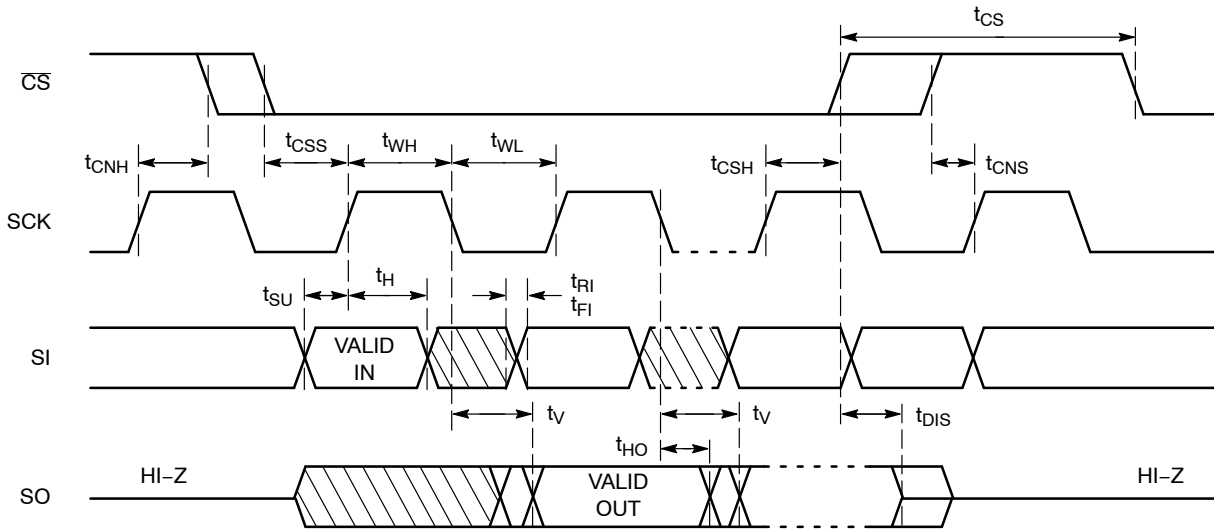 tCS
CS
tCNH
tCSS
tWH
tWL
tCSH
tCNS
SCK
tSU
tH
tRI
tFI
SI
VALID
IN
tV
tV
tDIS
tHO
SO
HI–Z
VALID
OUT
HI–Z